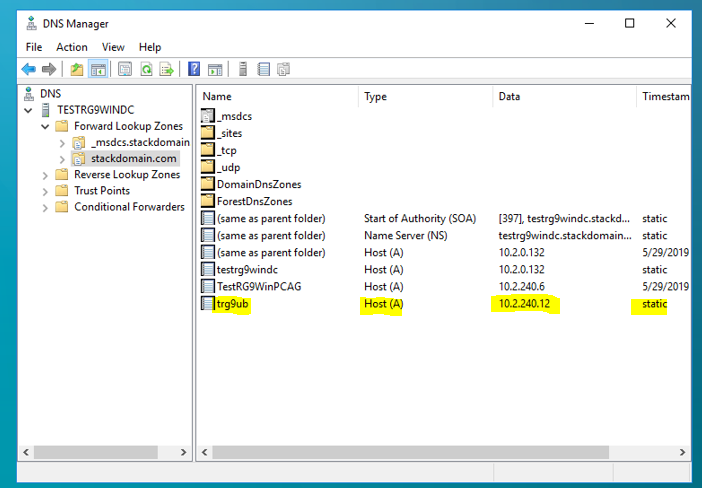 DNS Manager
File Action View Help
DNS
TESTRG9WINDC
Forward Lookup Zones
_msdcs.stackdomain
stackdomain.com
Reverse Lookup Zones
Trust Points
Conditional Forwarders
Name Type Data Timestam
_msdcs
_sites
_tcp
_udp
DomainDnsZones
ForestDnsZones
(same as parent folder) Start of Authority (SOA) [397], testrg9windc.stackd... static
(same as parent folder) Name Server (NS) testrg9windc.stackdomain... static
(same as parent folder) Host (A) 10.2.0.132 5/29/2019
testrg9windc Host (A) 10.2.0.132 static
TestRG9WinPCAG Host (A) 10.2.240.6 5/29/2019
trg9ub Host (A) 10.2.240.12 static